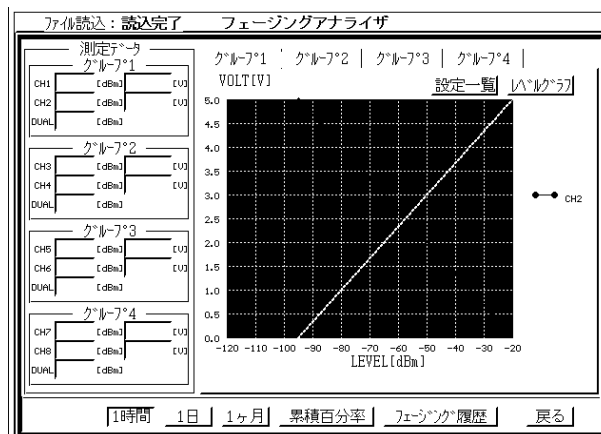 ファイル読込：読込完了　フェージングアナライザ
測定データ
グループ1
CH1 [dBm] [V]
CH2 [dBm] [V]
DUAL [dBm]
グループ2
CH3 [dBm] [V]
CH4 [dBm] [V]
DUAL [dBm]
グループ3
CH5 [dBm] [V]
CH6 [dBm] [V]
DUAL [dBm]
グループ4
CH7 [dBm] [V]
CH8 [dBm] [V]
DUAL [dBm]
グループ1 グループ2 グループ3 グループ4
VOLT[V] 設定一覧 レベルグラフ
5.0
4.5
4.0
3.5
3.0
2.5
2.0
1.5
1.0
0.5
0.0
-120 -110 -100 -90 -80 -70 -60 -50 -40 -30 -20
LEVEL[dBm]
CH2
1時間 1日 1ヶ月 累積百分率 フェージング履歴 戻る